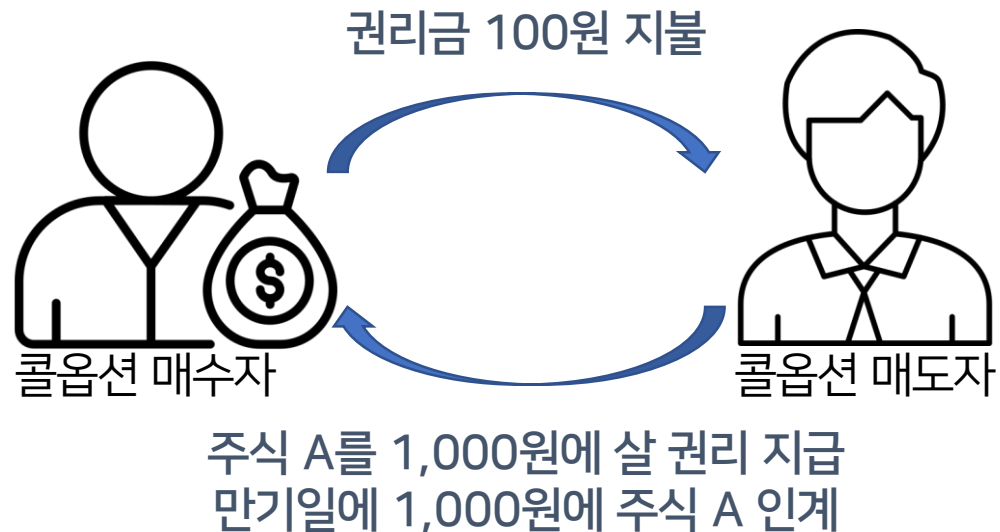 권리금 100원 지불
$
콜옵션 매수자
콜옵션 매도자
주식 A를 1,000원에 살 권리 지급
만기일에 1,000원에 주식 A 인계